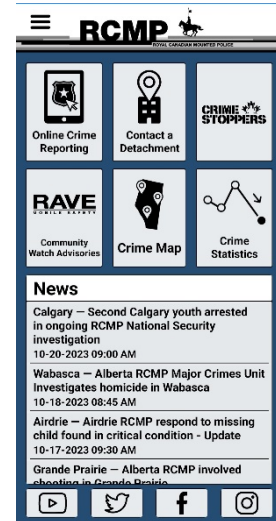 RCMP
ROYAL CANADIAN MOUNTED POLICE
Online Crime
Reporting
Contact a
Detachment
CRIME
STOPPERS
RAVE
MOBILE SAFETY
Community
Watch Advisories
Crime Map
Crime
Statistics
News
Calgary — Second Calgary youth arrested
in ongoing RCMP National Security
investigation
10-20-2023 09:00 AM
Wabasca — Alberta RCMP Major Crimes Unit
Investigates homicide in Wabasca
10-18-2023 08:45 AM
Airdrie — Airdrie RCMP respond to missing
child found in critical condition - Update
10-17-2023 09:30 AM
Grande Prairie — Alberta RCMP involved
shooting in Grande Prairie